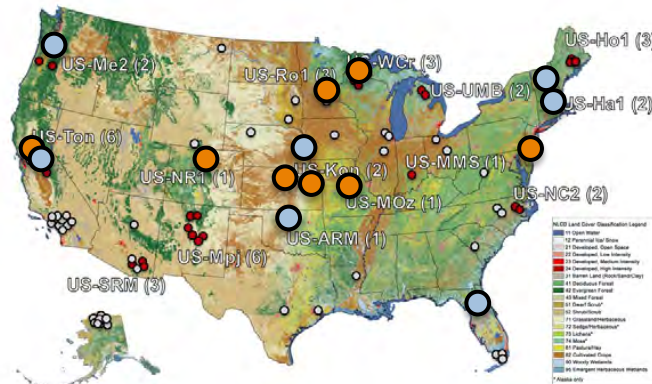 US-Ho1 (3)
US-WCr (3)
US-Me2 (2)
US-Ro1
US-UMB (2)
US-Ha1 (2)
US-Ton (6)
US-Kon (2)
US-MMS (1)
US-NR1 (1)
US-MOz (1)
US-NC2 (2)
US-ARM (1)
US-Mpj (6)
US-SRM (3)
NLCD Land Cover Classification Legend
11 Open Water
12 Perennial Ice/ Snow
21 Developed, Open Space
22 Developed, Low Intensity
23 Developed, Medium Intensity
24 Developed, High Intensity
31 Barren Land (Rock/Sand/Clay)
41 Deciduous Forest
42 Evergreen Forest
43 Mixed Forest
51 Dwarf Scrub*
52 Shrub/Scrub
71 Grassland/Herbaceous
72 Sedge/Herbaceous*
73 Lichens*
74 Moss*
81 Pasture/Hay
82 Cultivated Crops
90 Woody Wetlands
95 Emergent Herbaceous Wetlands
* Alaska only